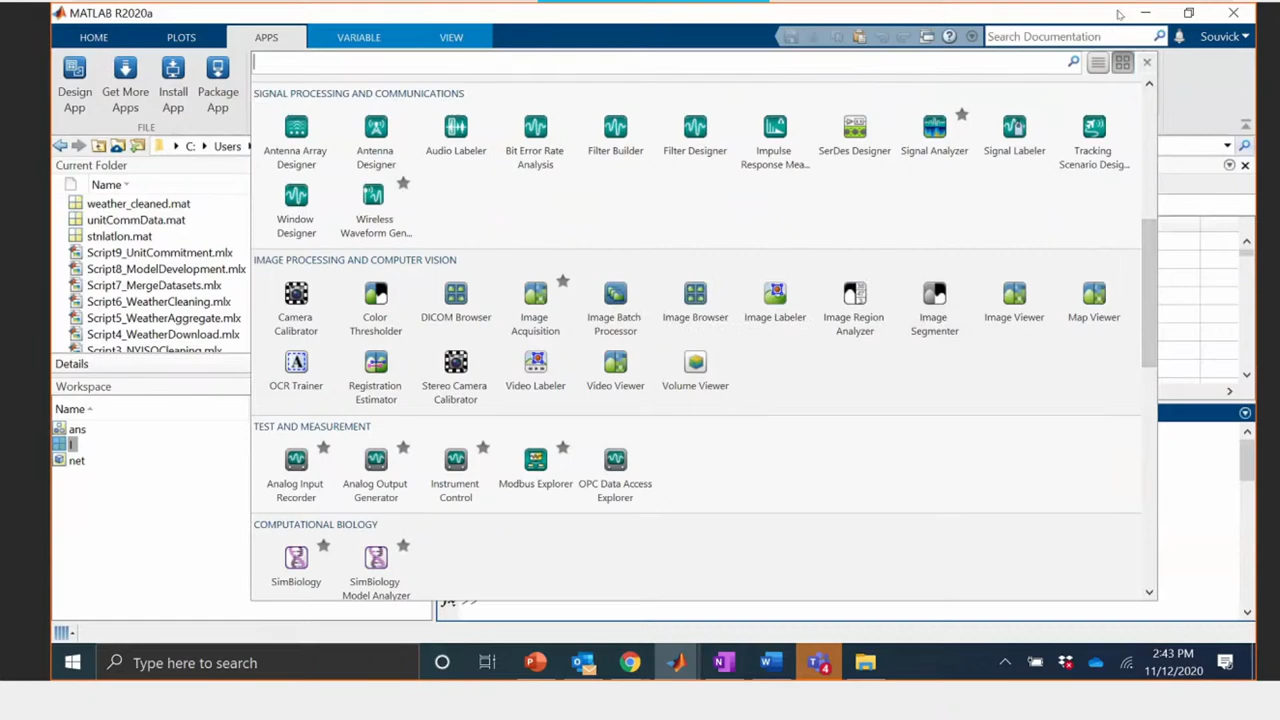 MATLAB R2020a
HOME PLOTS APPS VARIABLE VIEW Search Documentation Souvick
Design App
Get More Apps
Install App
Package App
FILE
C: Users
Current Folder
Name
weather_cleaned.mat
unitCommData.mat
stnlatlon.mat
Script9_UnitCommitment.mlx
Script8_ModelDevelopment.mlx
Script7_MergeDatasets.mlx
Script6_WeatherCleaning.mlx
Script5_WeatherAggregate.mlx
Script4_WeatherDownload.mlx
Script3_NYISOCleaning.mlx
Details
Workspace
Name
ans
I
net
SIGNAL PROCESSING AND COMMUNICATIONS
Antenna Array Designer
Antenna Designer
Audio Labeler
Bit Error Rate Analysis
Filter Builder
Filter Designer
Impulse Response Mea...
SerDes Designer
Signal Analyzer
Signal Labeler
Tracking Scenario Desig...
Window Designer
Wireless Waveform Gen...
IMAGE PROCESSING AND COMPUTER VISION
Camera Calibrator
Color Thresholder
DICOM Browser
Image Acquisition
Image Batch Processor
Image Browser
Image Labeler
Image Region Analyzer
Image Segmenter
Image Viewer
Map Viewer
OCR Trainer
Registration Estimator
Stereo Camera Calibrator
Video Labeler
Video Viewer
Volume Viewer
TEST AND MEASUREMENT
Analog Input Recorder
Analog Output Generator
Instrument Control
Modbus Explorer
OPC Data Access Explorer
COMPUTATIONAL BIOLOGY
SimBiology
SimBiology Model Analyzer
Type here to search
4
2:43 PM
11/12/2020